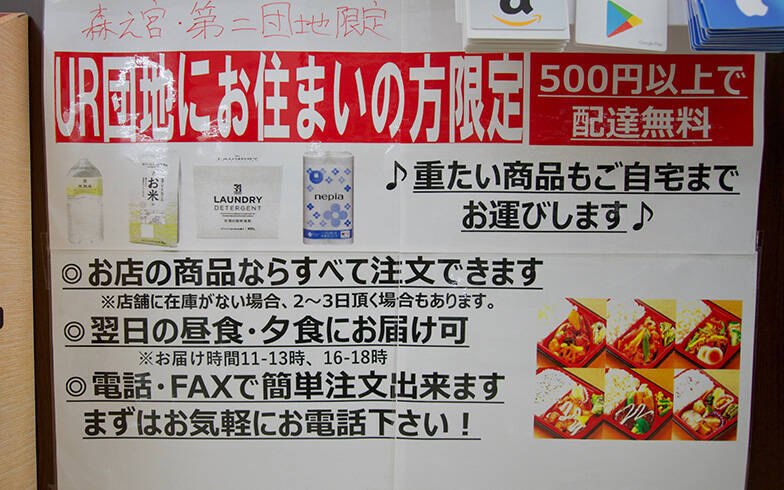 森之宮・第二団地限定
Google Play
UR団地にお住まいの方限定
500円以上で
配達無料
お米
LAUNDRY
DETERGENT
nepia
♪重たい商品もご自宅まで
お運びします♪
◎お店の商品ならすべて注文できます
※店舗に在庫がない場合、2～3日頂く場合もあります。
◎翌日の昼食・夕食にお届け可
※お届け時間11-13時、16-18時
◎電話・FAXで簡単注文出来ます
まずはお気軽にお電話下さい！